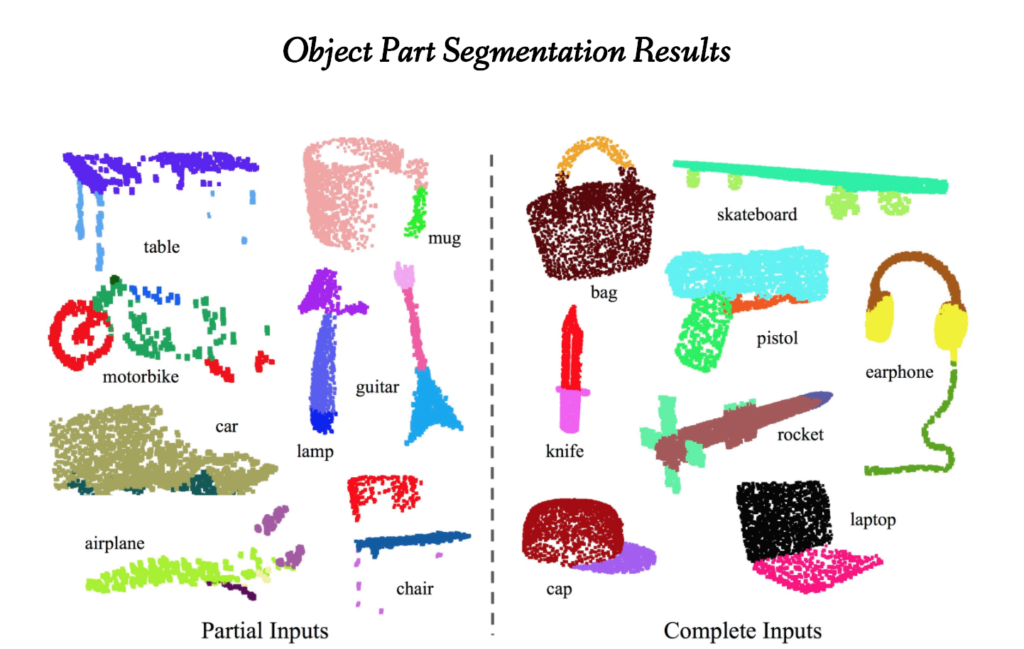 Object Part Segmentation Results
table
mug
motorbike
lamp
guitar
car
airplane
chair
Partial Inputs
bag
skateboard
pistol
earphone
knife
rocket
cap
laptop
Complete Inputs